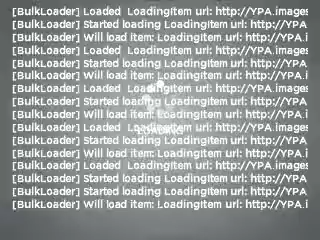 [BulkLoader] Loaded LoadingItem url: http://YPA.images
[BulkLoader] Started loading LoadingItem url: http://YPA
[BulkLoader] Will load item: LoadingItem url: http://YPA.i
[BulkLoader] Loaded LoadingItem url: http://YPA.images
[BulkLoader] Started loading LoadingItem url: http://YPA
[BulkLoader] Will load item: LoadingItem url: http://YPA.i
[BulkLoader] Loaded LoadingItem url: http://YPA.images
[BulkLoader] Started loading LoadingItem url: http://YPA
[BulkLoader] Will load item: LoadingItem url: http://YPA.i
[BulkLoader] Loaded LoadingItem url: http://YPA.images
LOADING
[BulkLoader] Started loading LoadingItem url: http://YPA
[BulkLoader] Will load item: LoadingItem url: http://YPA.i
[BulkLoader] Loaded LoadingItem url: http://YPA.images
[BulkLoader] Started loading LoadingItem url: http://YPA
[BulkLoader] Started loading LoadingItem url: http://YPA
[BulkLoader] Will load item: LoadingItem url: http://YPA.i